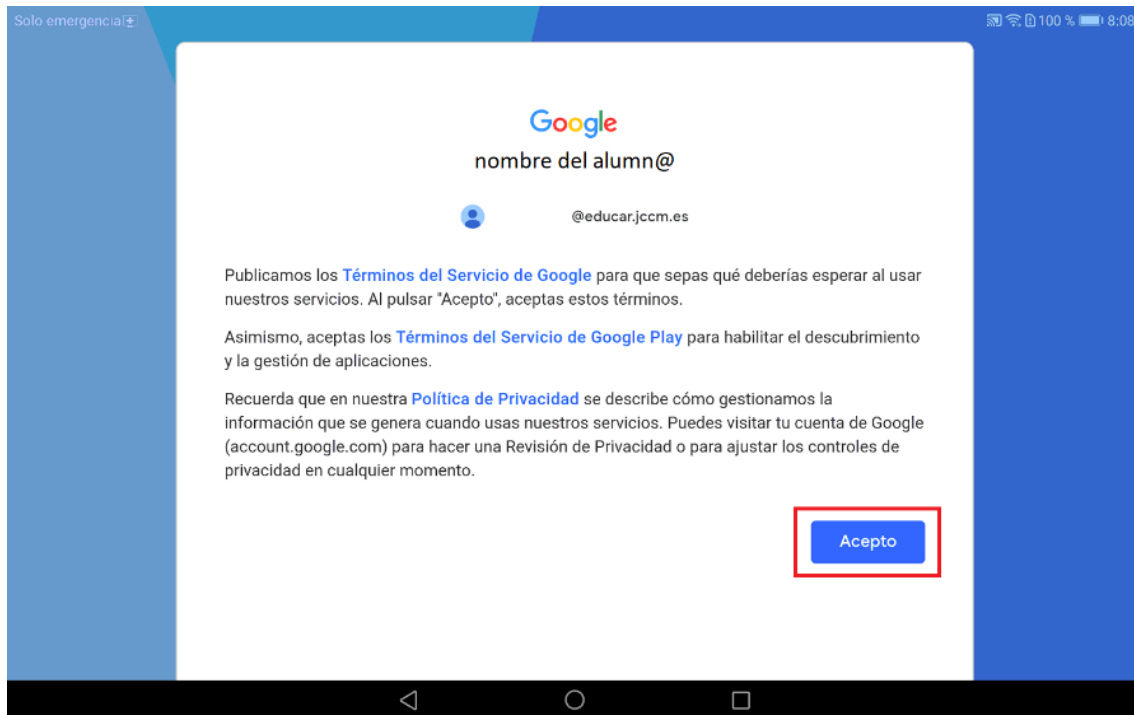 Solo emergencia
100 % 8:08
Google
nombre del alumn@
@educar.jccm.es
Publicamos los Términos del Servicio de Google para que sepas qué deberías esperar al usar
nuestros servicios. Al pulsar "Acepto", aceptas estos términos.
Asimismo, aceptas los Términos del Servicio de Google Play para habilitar el descubrimiento
y la gestión de aplicaciones.
Recuerda que en nuestra Política de Privacidad se describe cómo gestionamos la
información que se genera cuando usas nuestros servicios. Puedes visitar tu cuenta de Google
(account.google.com) para hacer una Revisión de Privacidad o para ajustar los controles de
privacidad en cualquier momento.
Acepto